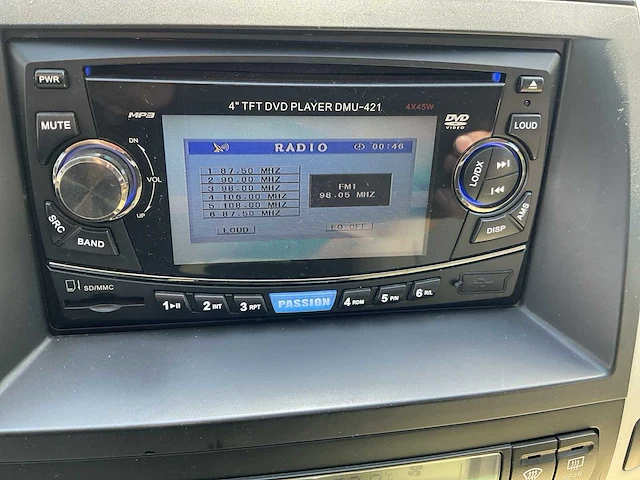 PWR
MP3
4" TFT DVD PLAYER DMU-421
4X45W
DVD
VIDEO
MUTE
LOUD
DN
VOL
UP
RADIO
00:46
1 87.50 MHZ
2 90.00 MHZ
3 98.00 MHZ
4 106.00 MHZ
5 108.00 MHZ
6 87.50 MHZ
FM1
98.05 MHZ
LOUD
EQ OFF
LO/DX
SRC
BAND
AMS
DISP
SD/MMC
1
2 INT
3 RPT
PASSION
4 RDM
5 P/N
6 R/L
REAR